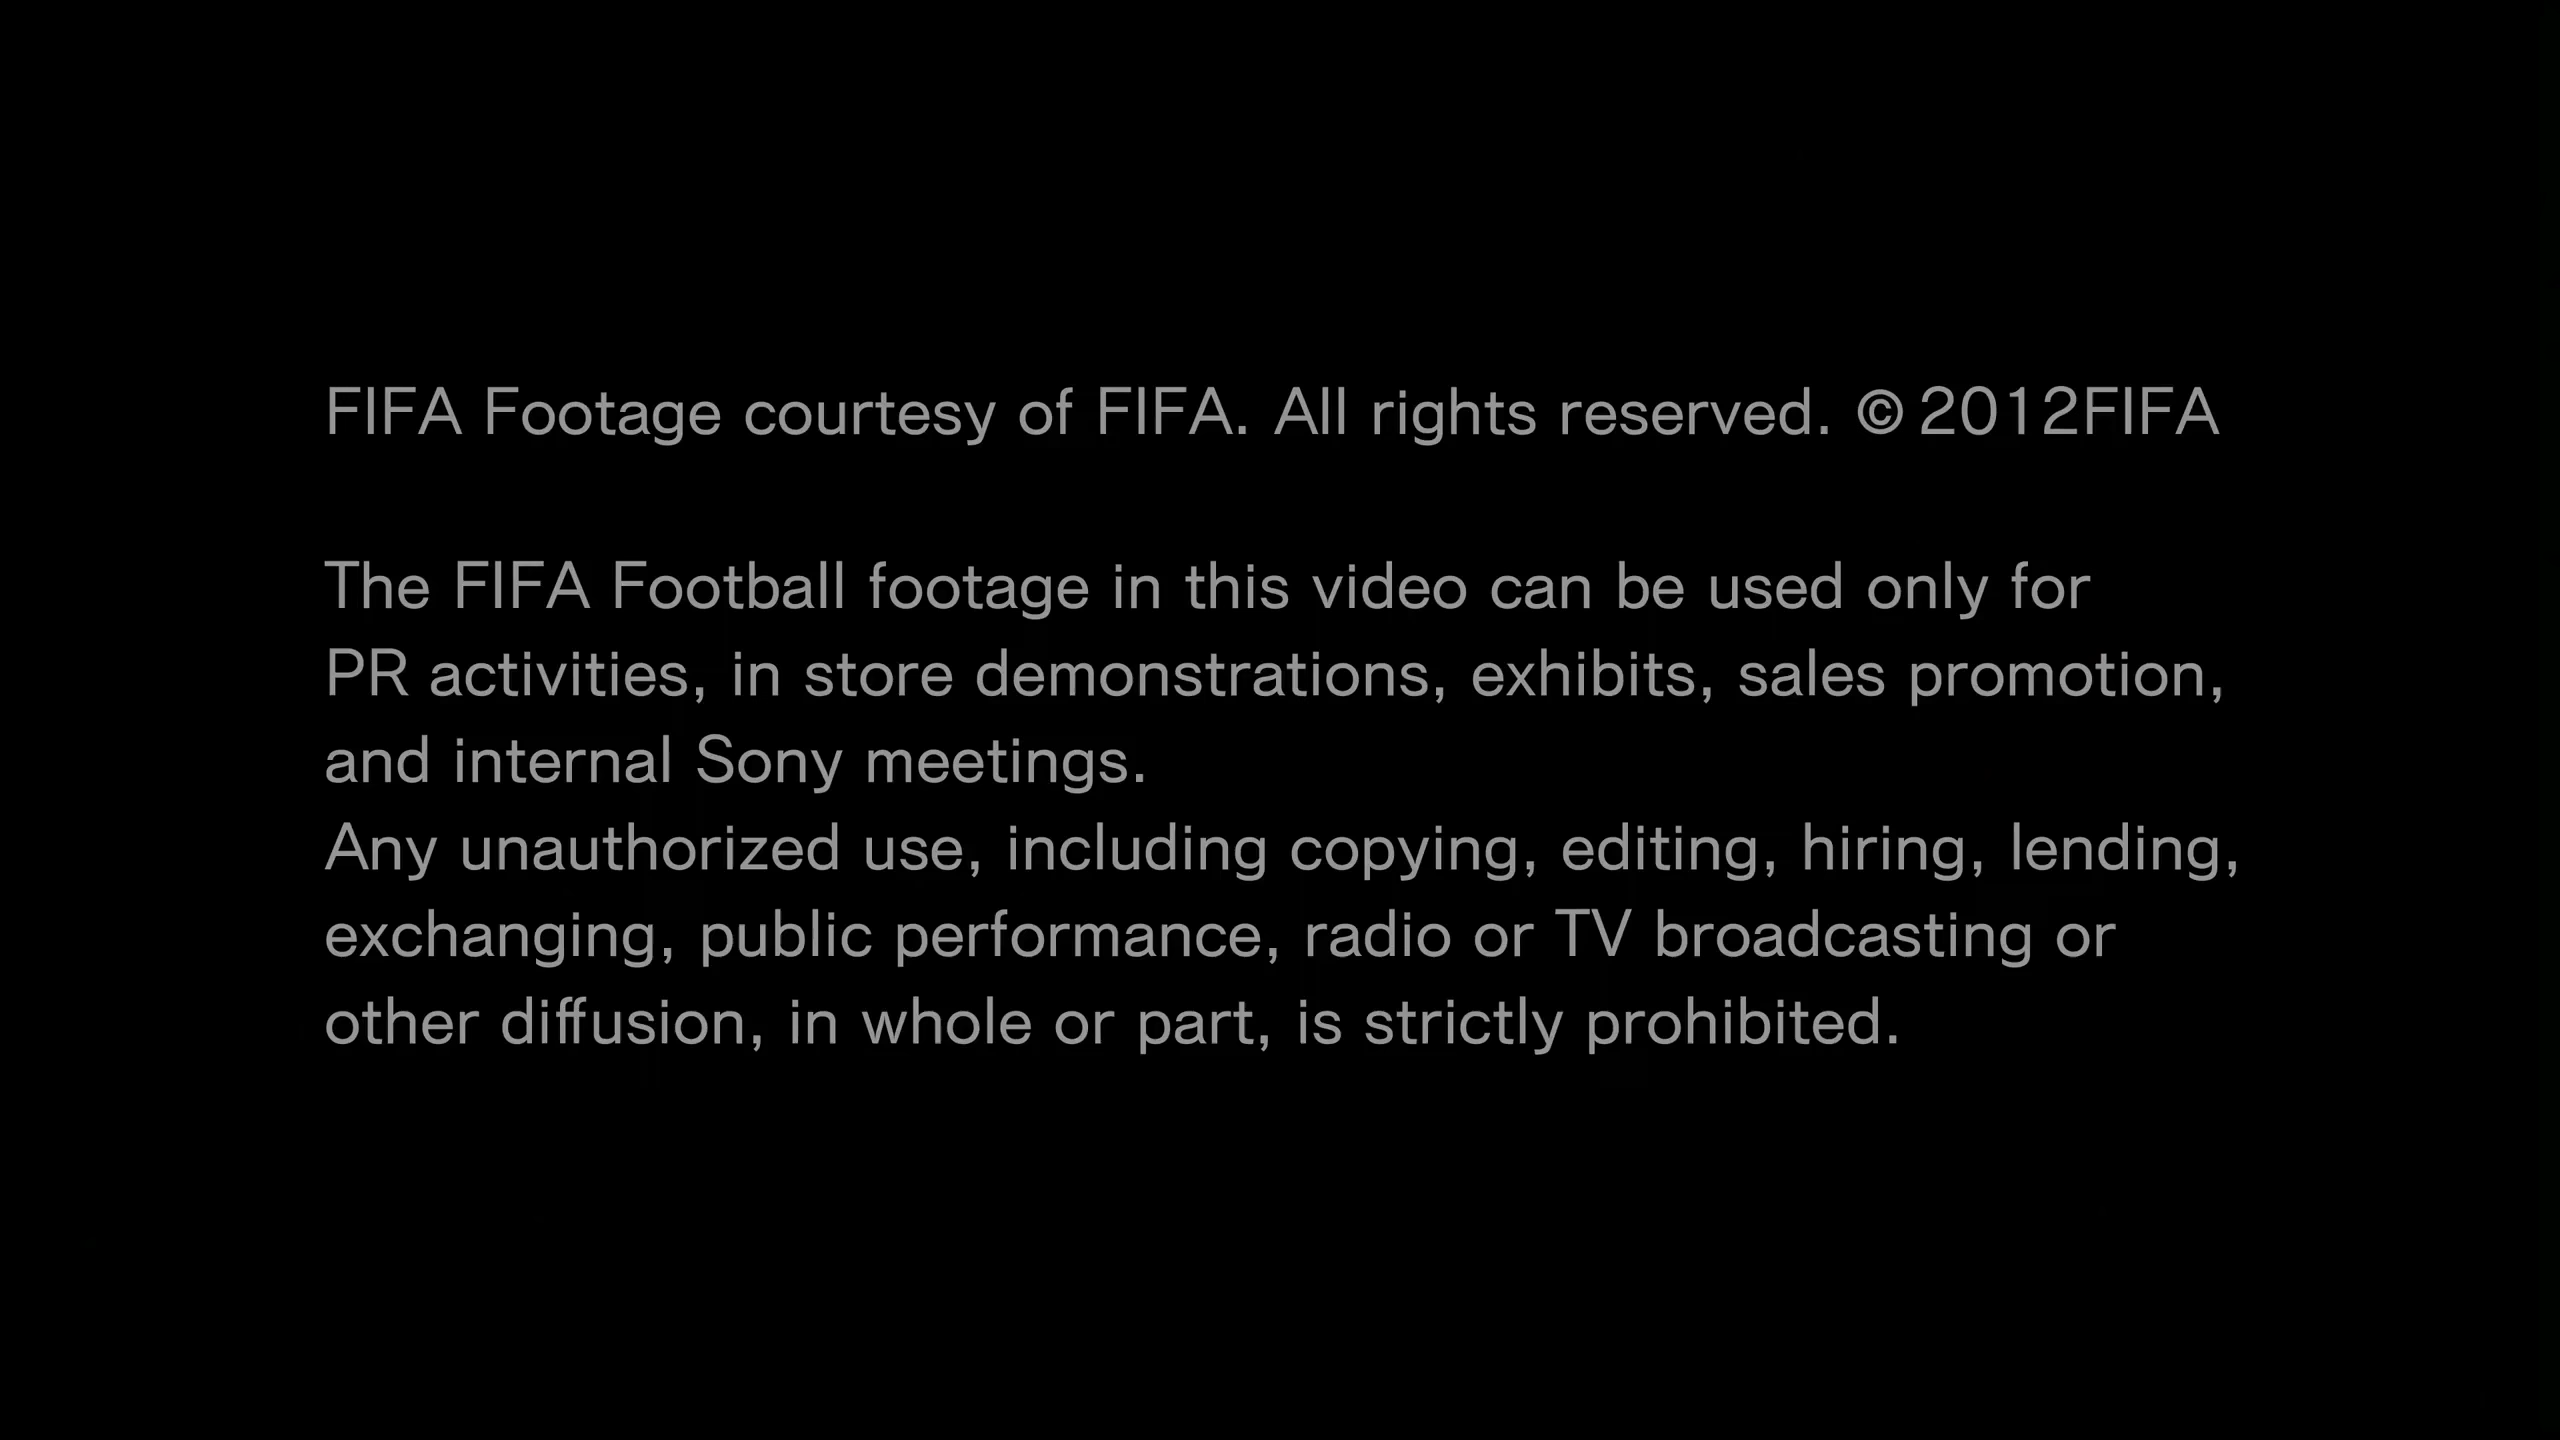 FIFA Footage courtesy of FIFA. All rights reserved. © 2012FIFA
The FIFA Football footage in this video can be used only for
PR activities, in store demonstrations, exhibits, sales promotion,
and internal Sony meetings.
Any unauthorized use, including copying, editing, hiring, lending,
exchanging, public performance, radio or TV broadcasting or
other diffusion, in whole or part, is strictly prohibited.